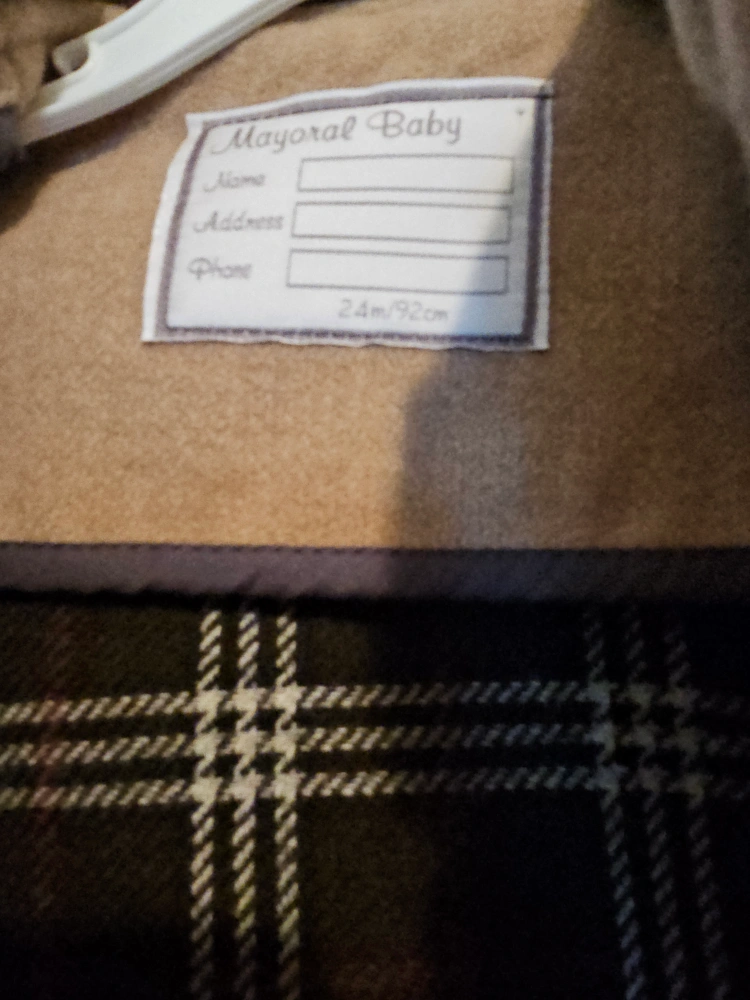 Mayoral Baby
Name
Address
Phone
24m/92cm